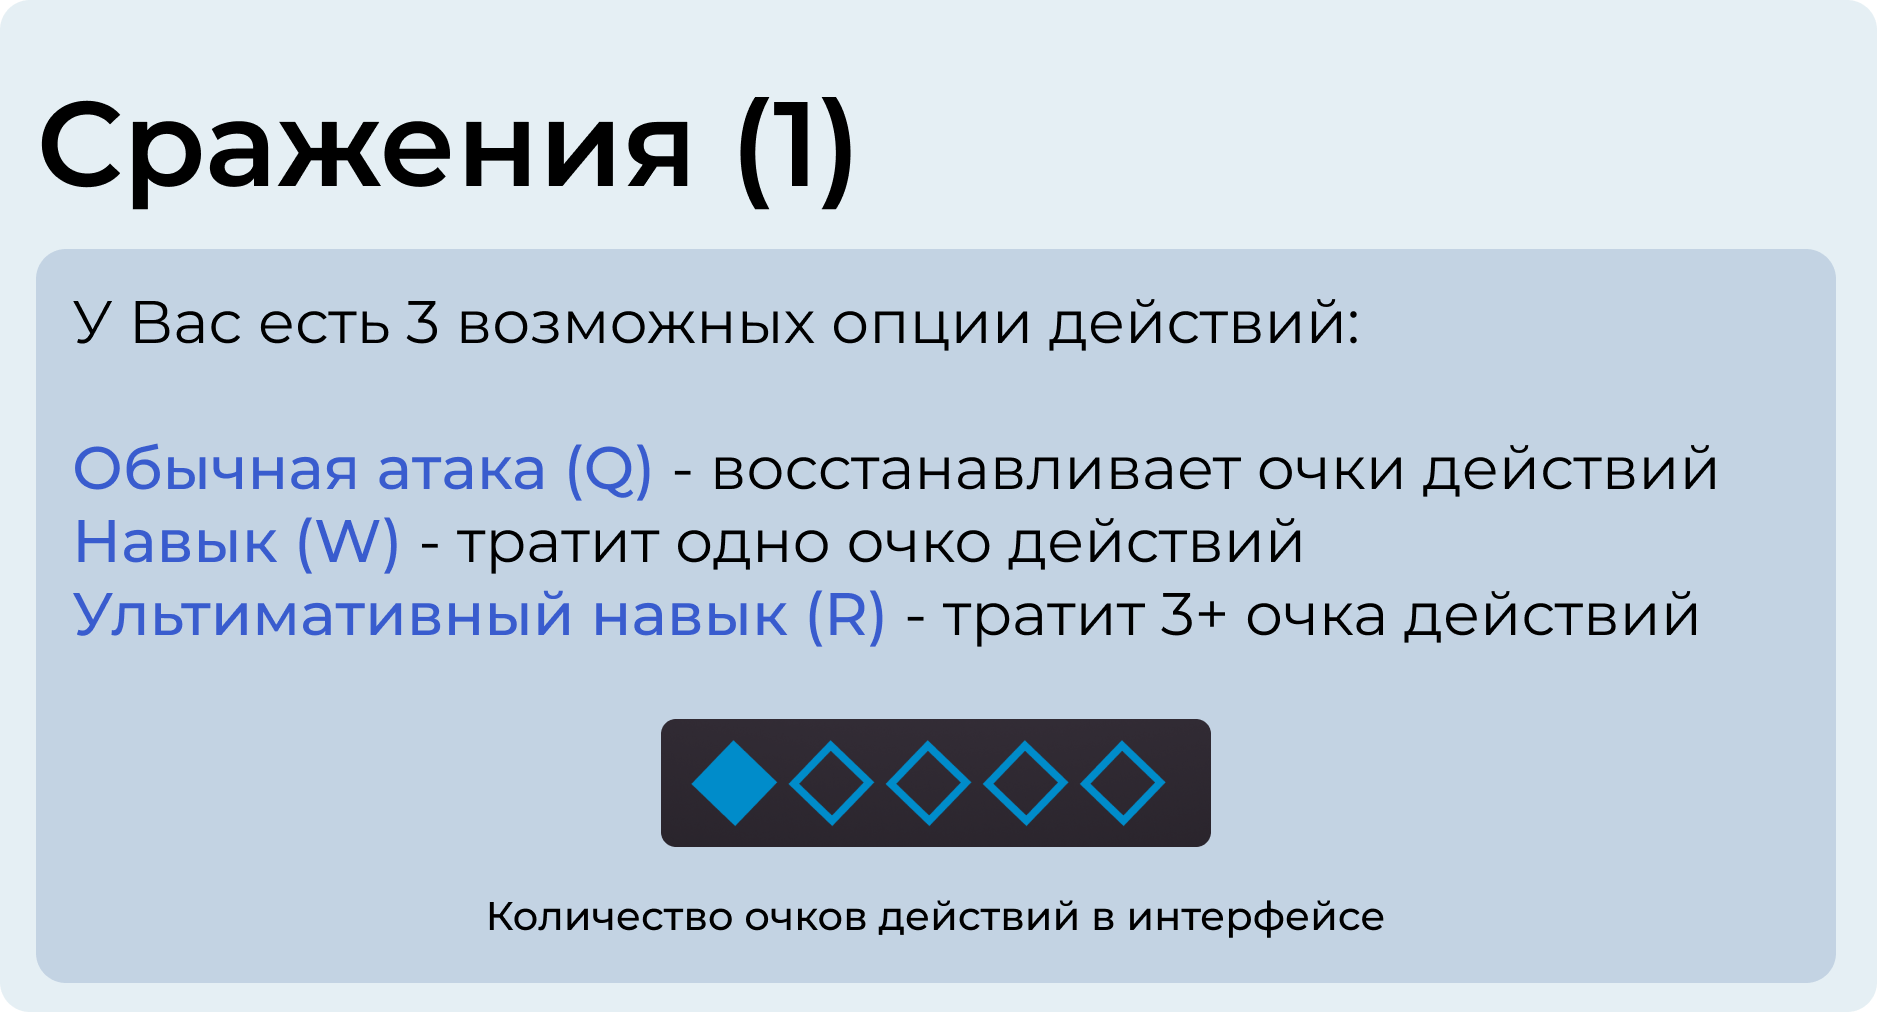 Сражения (1)
У Вас есть 3 возможных опции действий:
Обычная атака (Q) - восстанавливает очки действий
Навык (W) - тратит одно очко действий
Ультимативный навык (R) - тратит 3+ очка действий
Количество очков действий в интерфейсе